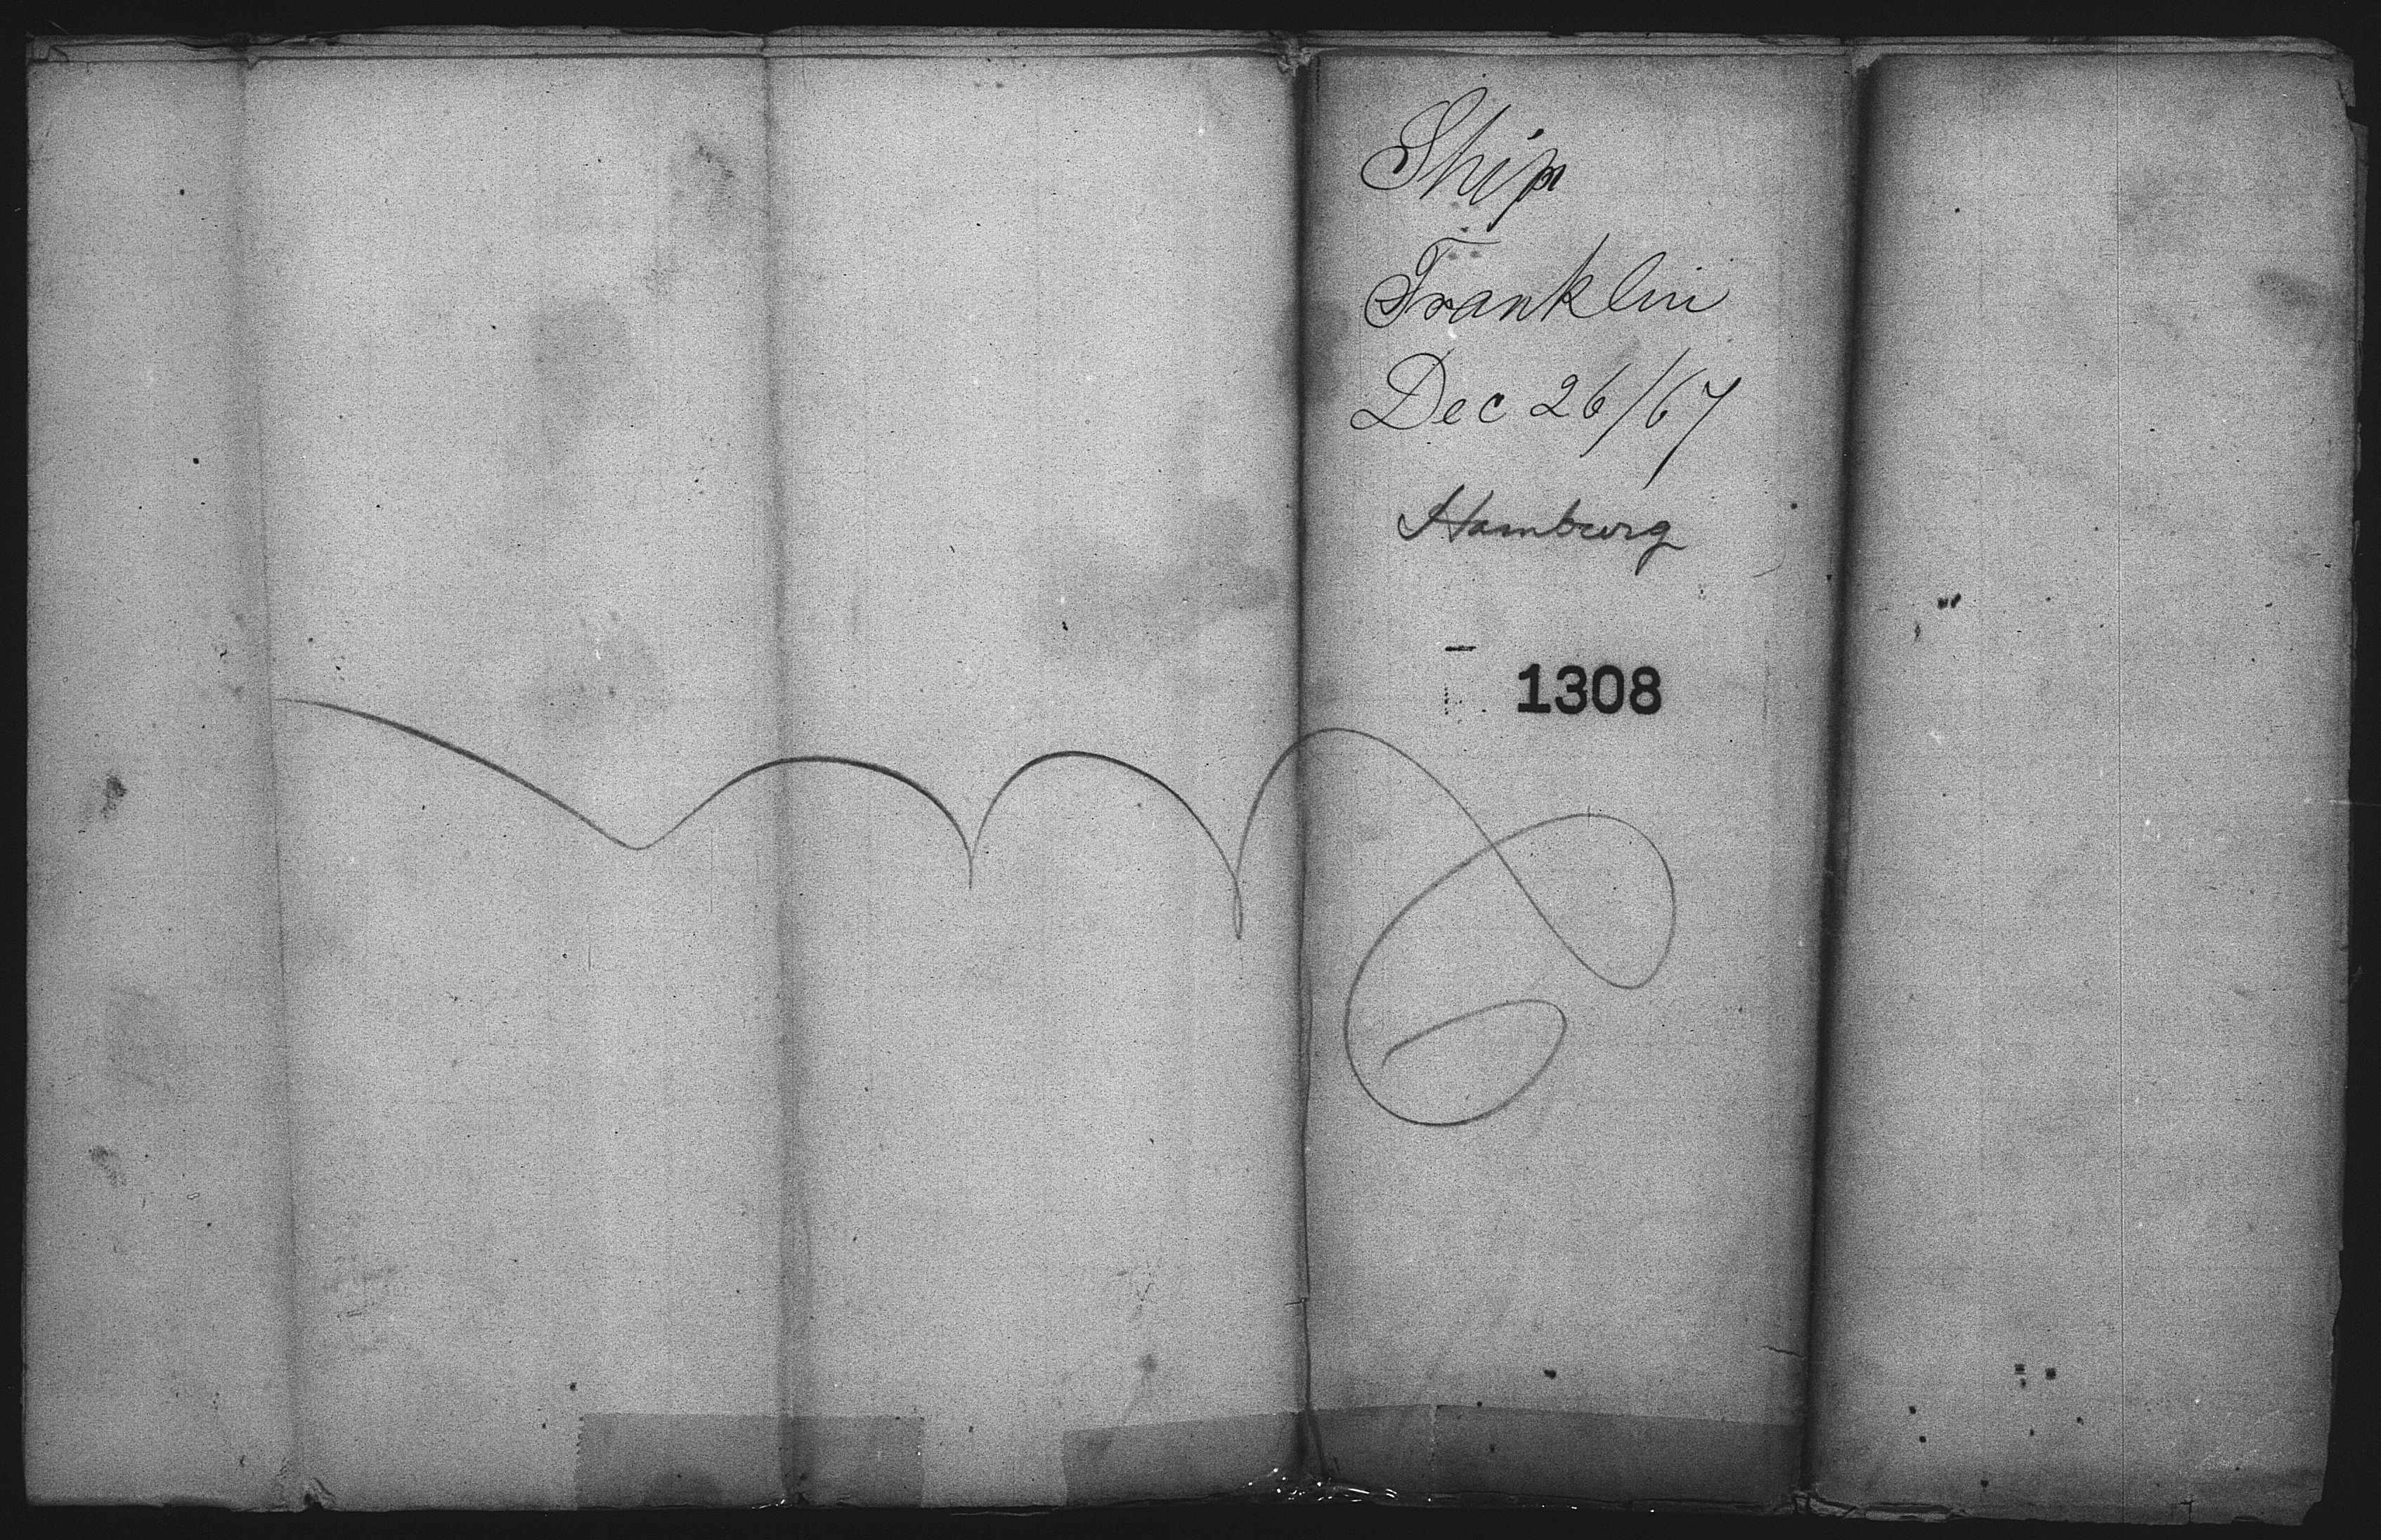 Ship
Franklin
Dec 26/67
Hamburg
1308